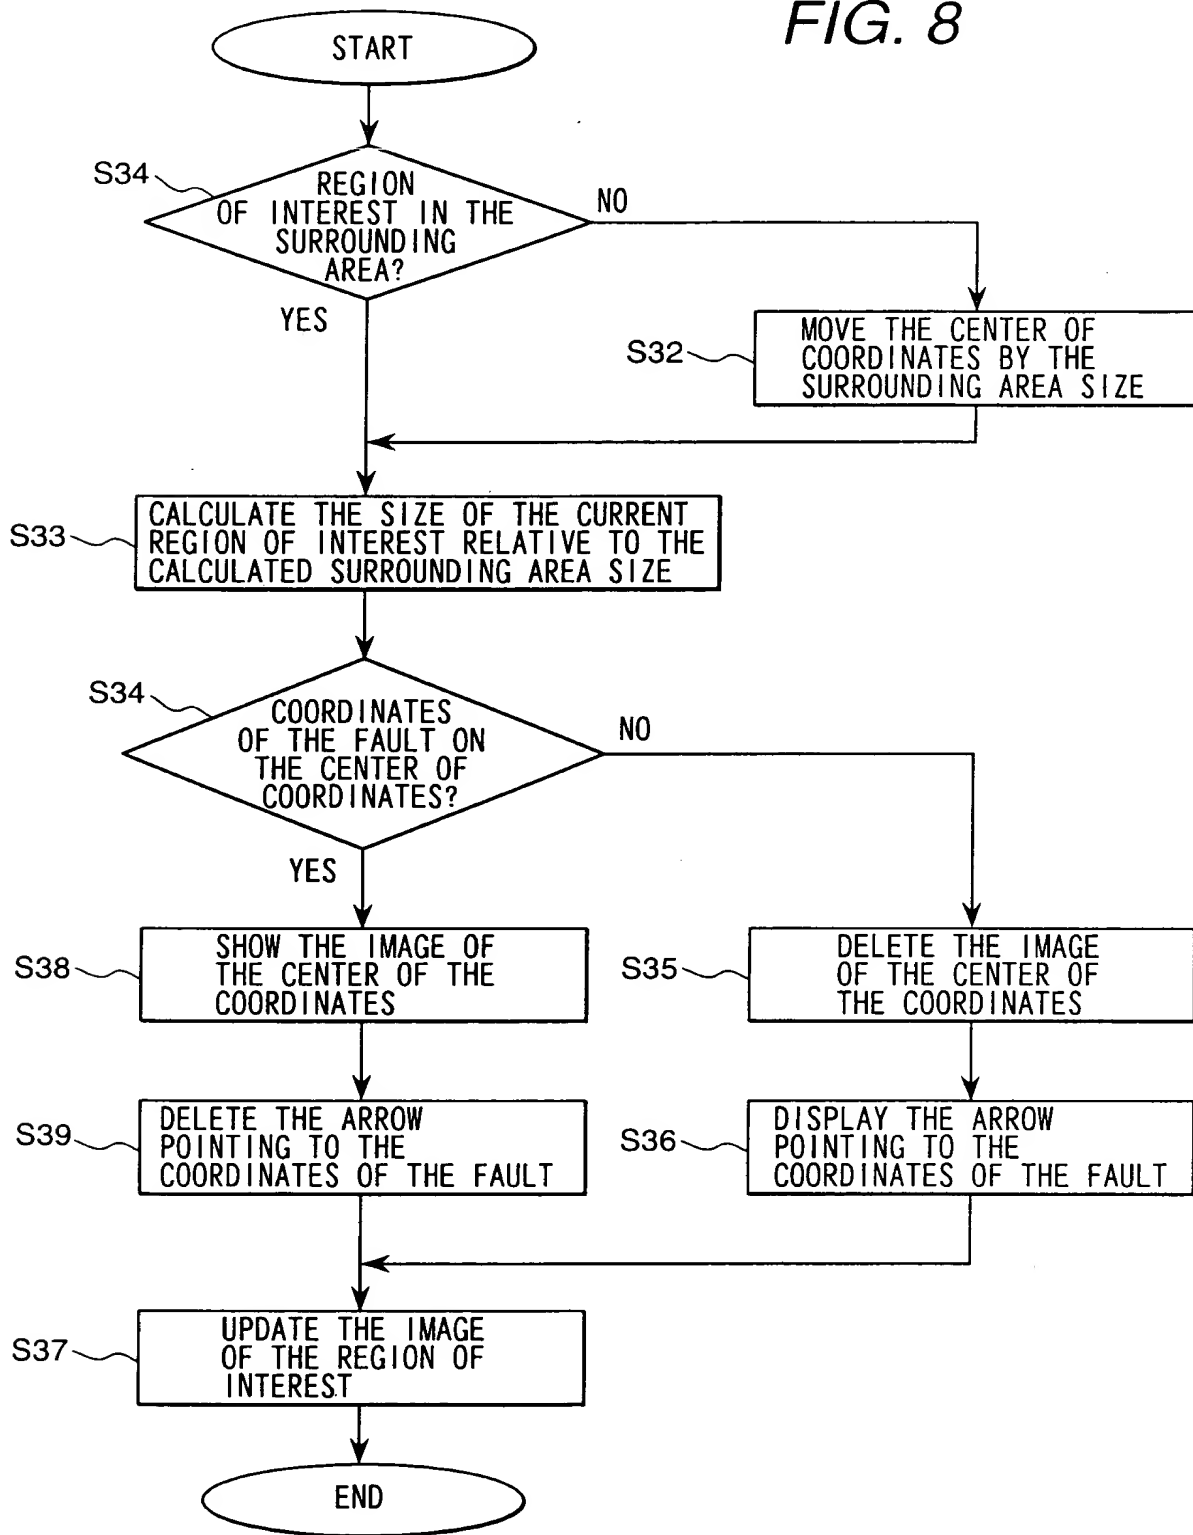 FIG. 8
START
S34
REGION
OF INTEREST IN THE
SURROUNDING
AREA?
NO
YES
S32
MOVE THE CENTER OF
COORDINATES BY THE
SURROUNDING AREA SIZE
S33
CALCULATE THE SIZE OF THE CURRENT
REGION OF INTEREST RELATIVE TO THE
CALCULATED SURROUNDING AREA SIZE
S34
COORDINATES
OF THE FAULT ON
THE CENTER OF
COORDINATES?
NO
YES
S38
SHOW THE IMAGE OF
THE CENTER OF THE
COORDINATES
S35
DELETE THE IMAGE
OF THE CENTER OF
THE COORDINATES
S39
DELETE THE ARROW
POINTING TO THE
COORDINATES OF THE FAULT
S36
DISPLAY THE ARROW
POINTING TO THE
COORDINATES OF THE FAULT
S37
UPDATE THE IMAGE
OF THE REGION OF
INTEREST
END